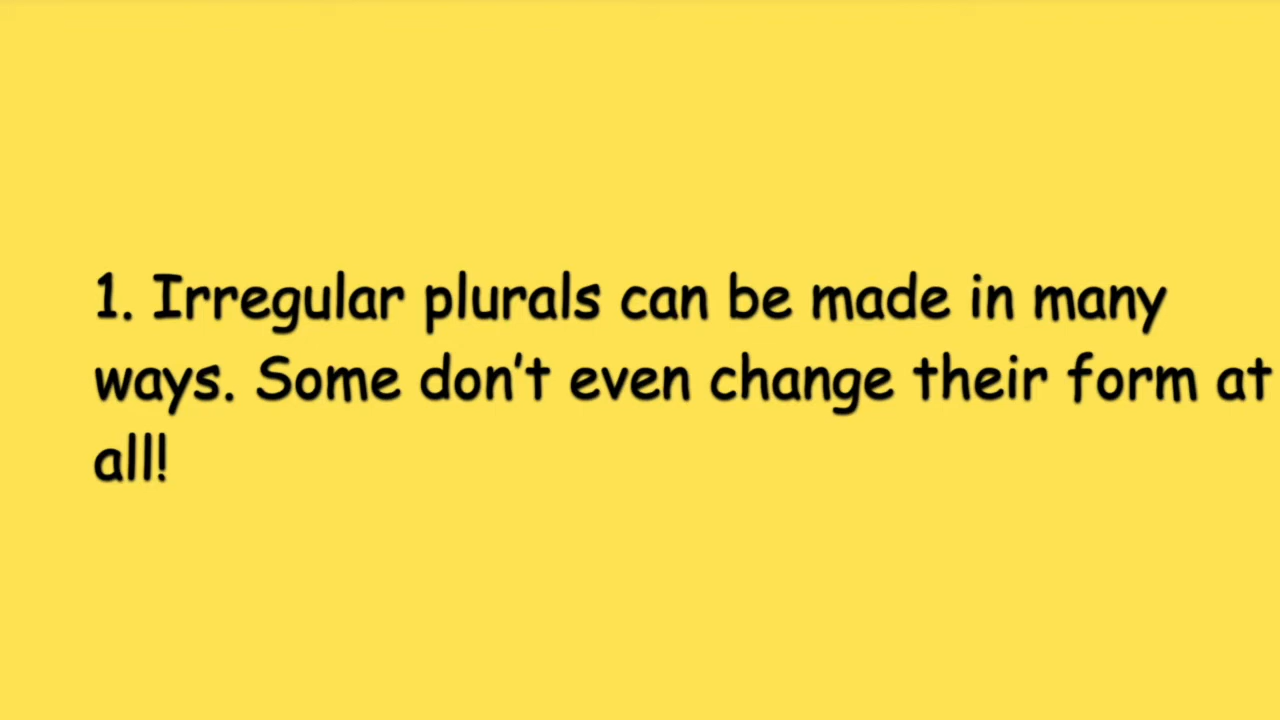 1. Irregular plurals can be made in many
ways. Some don’t even change their form at
all!